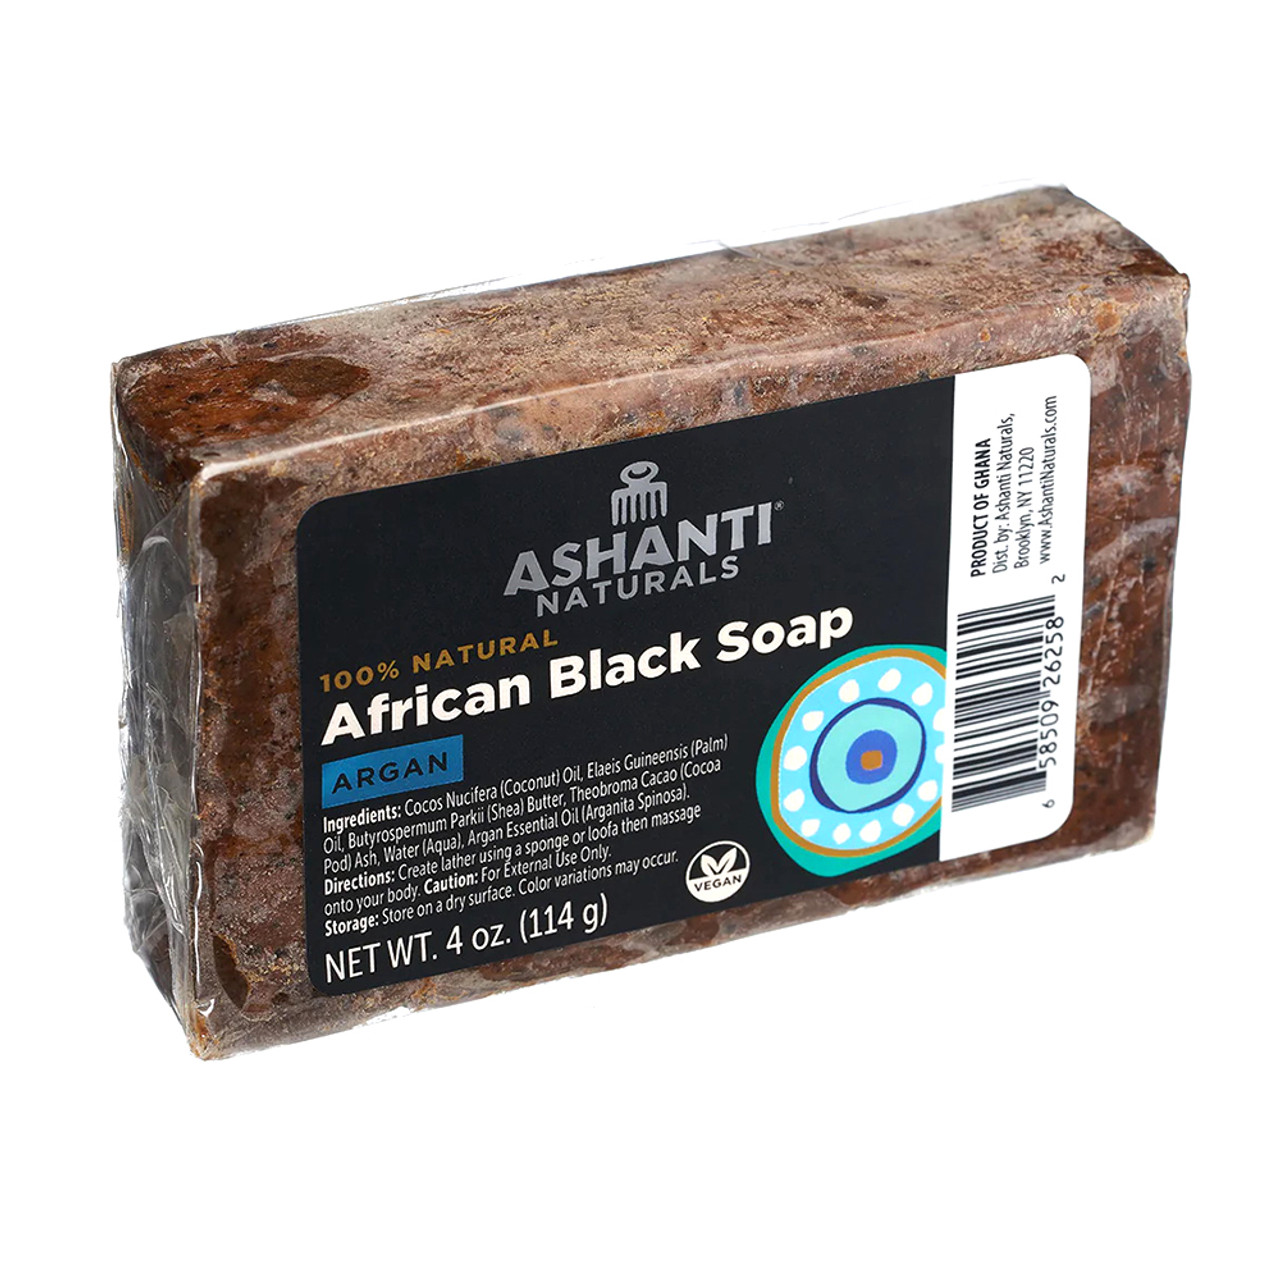 ASHANTI®
NATURALS
100% NATURAL
African Black Soap
ARGAN
Ingredients: Cocos Nucifera (Coconut) Oil, Elaeis Guineensis (Palm)
Oil, Butyrospermum Parkii (Shea) Butter, Theobroma Cacao (Cocoa
Pod) Ash, Water (Aqua), Argan Essential Oil (Arganita Spinosa).
Directions: Create lather using a sponge or loofa then massage
onto your body. Caution: For External Use Only.
Storage: Store on a dry surface. Color variations may occur.
NET WT. 4 oz. (114 g)
VEGAN
PRODUCT OF GHANA
Dist. by: Ashanti Naturals,
Brooklyn, NY 11220
www.AshantiNaturals.com
6 58509 26258 2